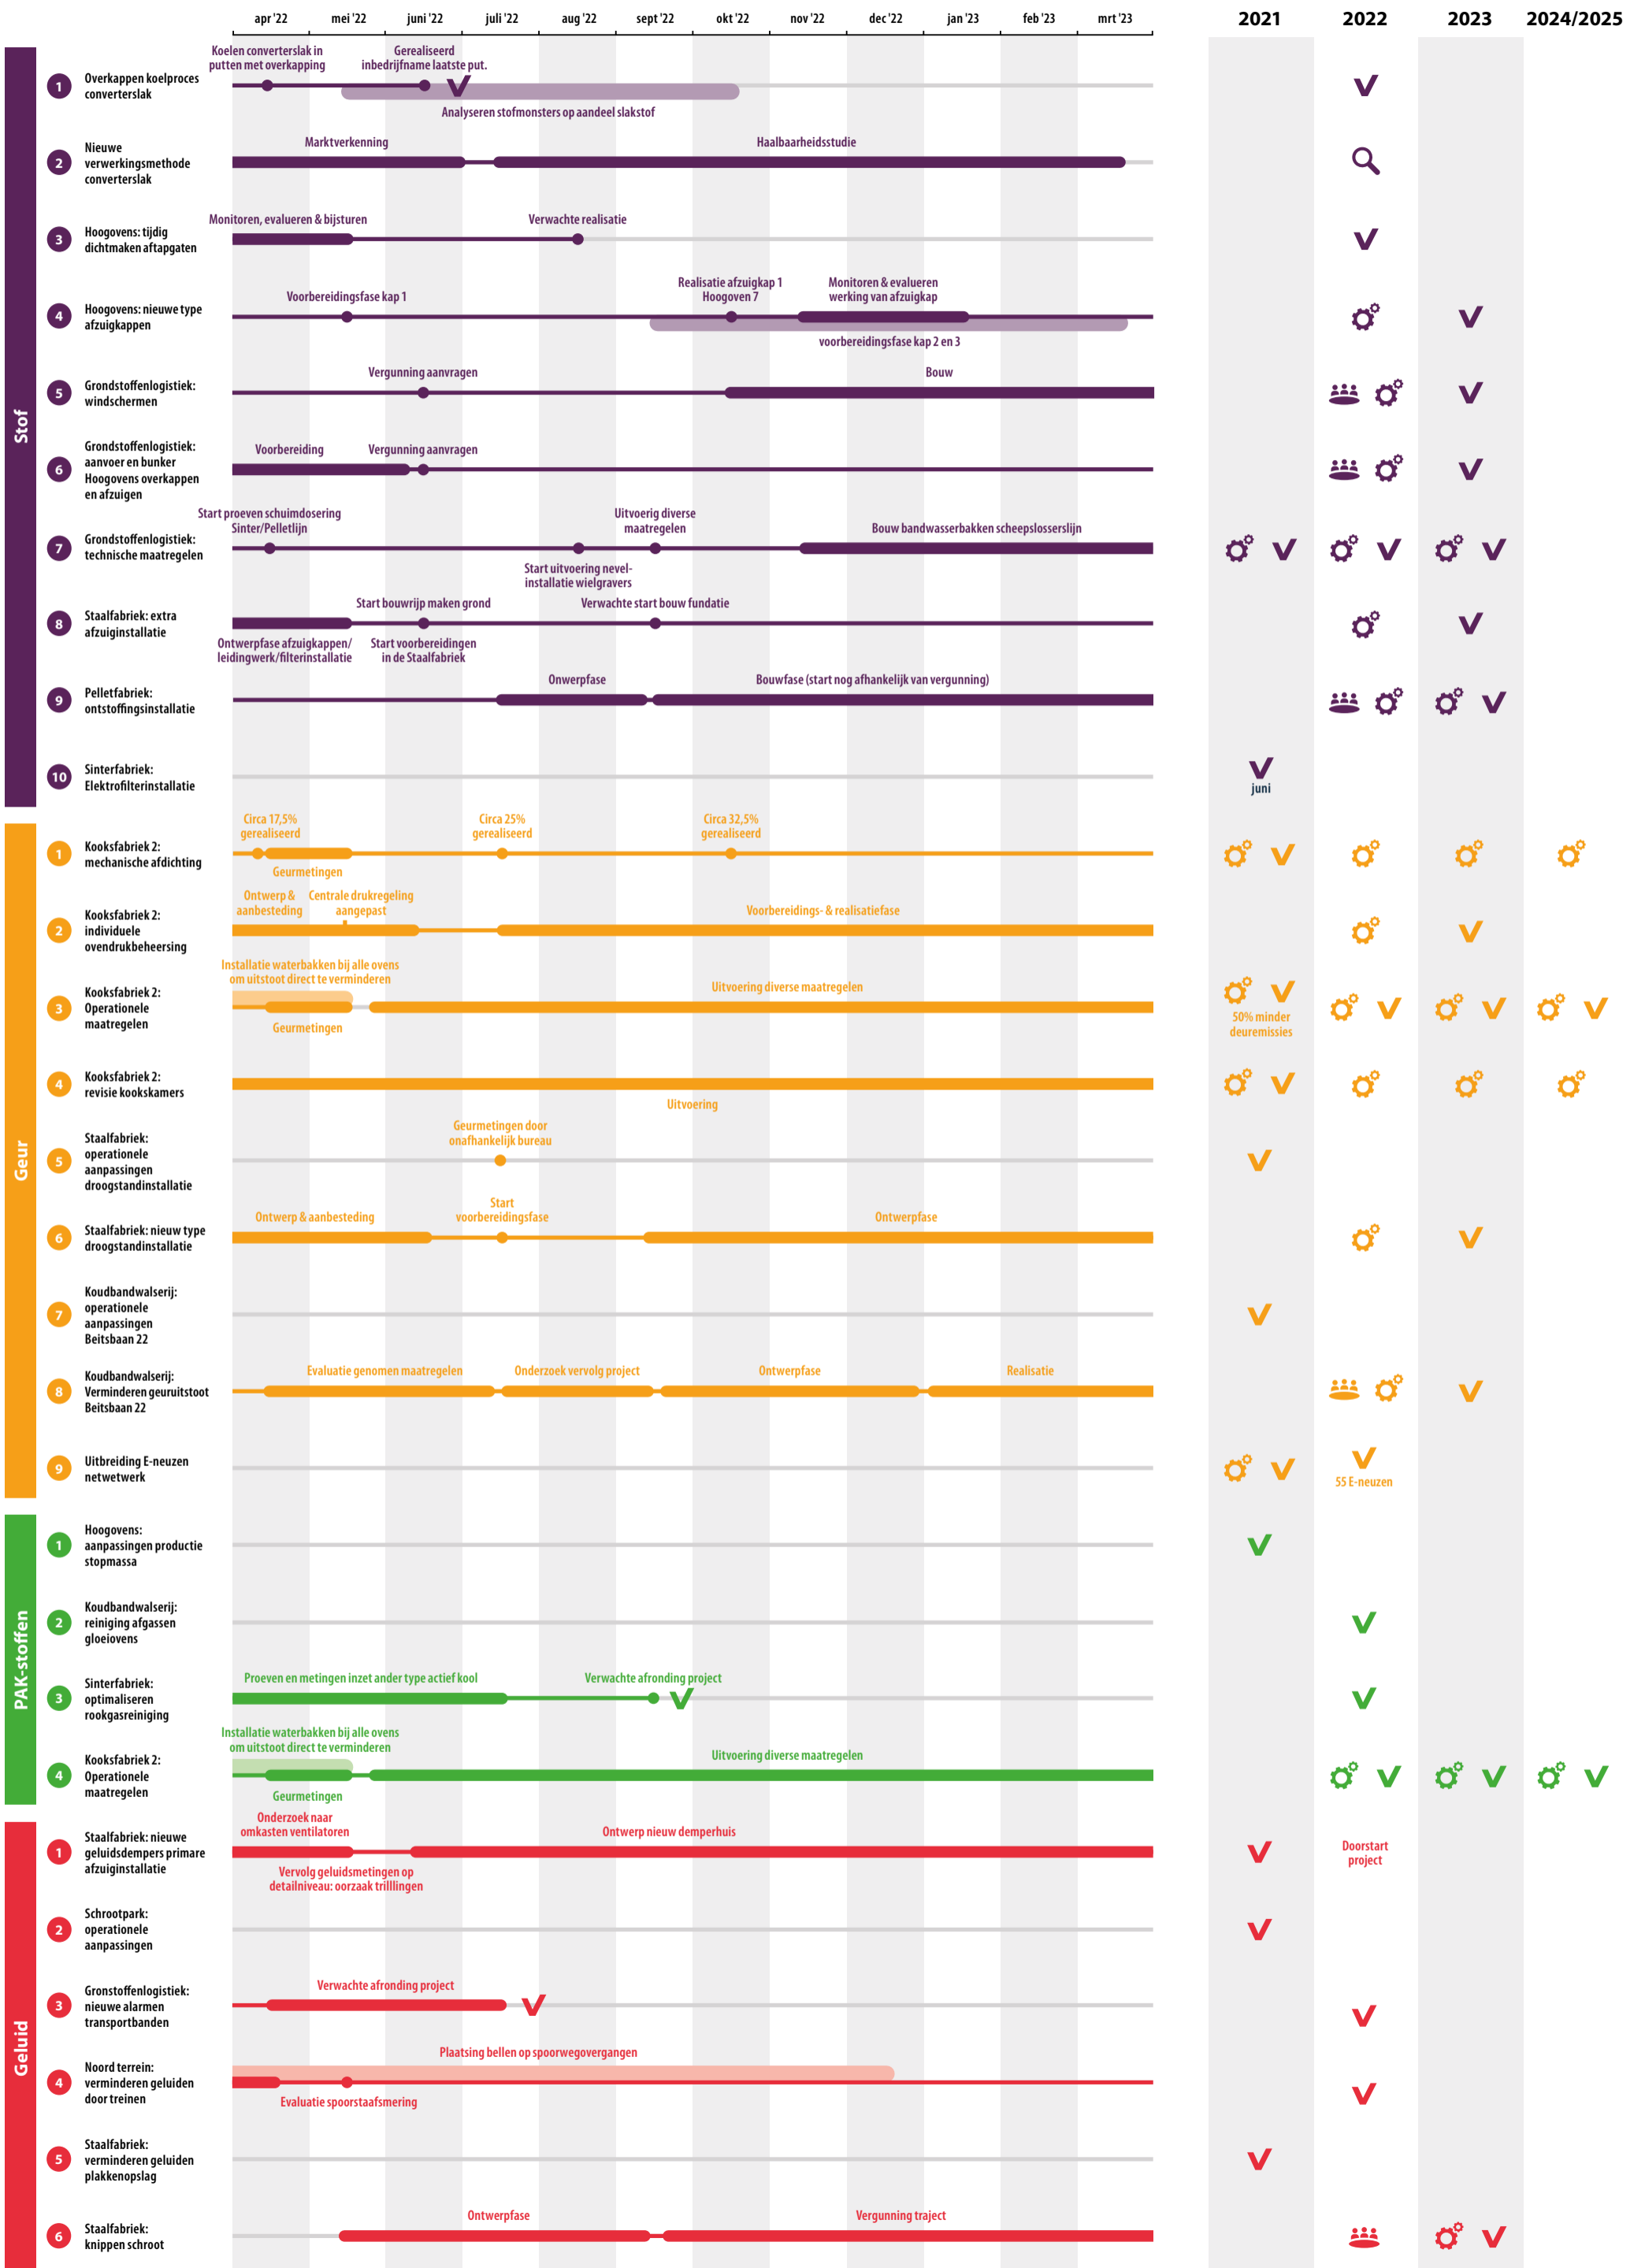 apr '22 mei '22 juni '22 juli '22 aug '22 sept '22 okt '22 nov '22 dec '22 jan '23 feb '23 mrt '23 2021 2022 2023 2024/2025
Stof
1
Overkappen koelproces
converterslak
Koelen converterslak in
putten met overkapping
Gerealiseerd
inbedrijfname laatste put.
Analyseren stofmonsters op aandeel slakstof
2
Nieuwe
verwerkingsmethode
converterslak
Marktverkenning
Haalbaarheidsstudie
3
Hoogovens: tijdig
dichtmaken aftapgaten
Monitoren, evalueren & bijsturen
Verwachte realisatie
4
Hoogovens: nieuwe type
afzuigkappen
Voorbereidingsfase kap 1
Realisatie afzuigkap 1
Hoogoven 7
Monitoren & evalueren
werking van afzuigkap
voorbereidingsfase kap 2 en 3
5
Grondstoffenlogistiek:
windschermen
Vergunning aanvragen
Bouw
6
Grondstoffenlogistiek:
aanvoer en bunker
Hoogovens overkappen
en afzuigen
Voorbereiding
Vergunning aanvragen
7
Grondstoffenlogistiek:
technische maatregelen
Start proeven schuimdosering
Sinter/Pelletlijn
Uitvoerig diverse
maatregelen
Start uitvoering nevel-
installatie wielgravers
Bouw bandwasserbakken scheepslosserslijn
8
Staalfabriek: extra
afzuiginstallatie
Start bouwrijp maken grond
Verwachte start bouw fundatie
Ontwerpfase afzuigkappen/
leidingwerk/filterinstallatie
Start voorbereidingen
in de Staalfabriek
9
Pelletfabriek:
ontstoffingsinstallatie
Onwerpfase
Bouwfase (start nog afhankelijk van vergunning)
10
Sinterfabriek:
Elektrofilterinstallatie
juni
Geur
1
Kooksfabriek 2:
mechanische afdichting
Circa 17,5%
gerealiseerd
Circa 25%
gerealiseerd
Circa 32,5%
gerealiseerd
Geurmetingen
2
Kooksfabriek 2:
individuele
ovendrukbeheersing
Ontwerp &
aanbesteding
Centrale drukregeling
aangepast
Voorbereidings- & realisatiefase
3
Kooksfabriek 2:
Operationele
maatregelen
Installatie waterbakken bij alle ovens
om uitstoot direct te verminderen
Geurmetingen
Uitvoering diverse maatregelen
50% minder
deuremissies
4
Kooksfabriek 2:
revisie kookskamers
Uitvoering
5
Staalfabriek:
operationele
aanpassingen
droogstandinstallatie
Geurmetingen door
onafhankelijk bureau
6
Staalfabriek: nieuw type
droogstandinstallatie
Ontwerp & aanbesteding
Start
voorbereidingsfase
Ontwerpfase
7
Koudbandwalserij:
operationele
aanpassingen
Beitsbaan 22
8
Koudbandwalserij:
Verminderen geuruitstoot
Beitsbaan 22
Evaluatie genomen maatregelen
Onderzoek vervolg project
Ontwerpfase
Realisatie
9
Uitbreiding E-neuzen
netwetwerk
55 E-neuzen
PAK-stoffen
1
Hoogovens:
aanpassingen productie
stopmassa
2
Koudbandwalserij:
reiniging afgassen
gloeiovens
3
Sinterfabriek:
optimaliseren
rookgasreiniging
Proeven en metingen inzet ander type actief kool
Verwachte afronding project
4
Kooksfabriek 2:
Operationele
maatregelen
Installatie waterbakken bij alle ovens
om uitstoot direct te verminderen
Geurmetingen
Uitvoering diverse maatregelen
Geluid
1
Staalfabriek: nieuwe
geluidsdempers primare
afzuiginstallatie
Onderzoek naar
omkasten ventilatoren
Vervolg geluidsmetingen op
detailniveau: oorzaak trilllingen
Ontwerp nieuw demperhuis
Doorstart
project
2
Schrootpark:
operationele
aanpassingen
3
Gronstoffenlogistiek:
nieuwe alarmen
transportbanden
Verwachte afronding project
4
Noord terrein:
verminderen geluiden
door treinen
Plaatsing bellen op spoorwegovergangen
Evaluatie spoorstaafsmering
5
Staalfabriek:
verminderen geluiden
plakkenopslag
6
Staalfabriek:
knippen schroot
Ontwerpfase
Vergunning traject